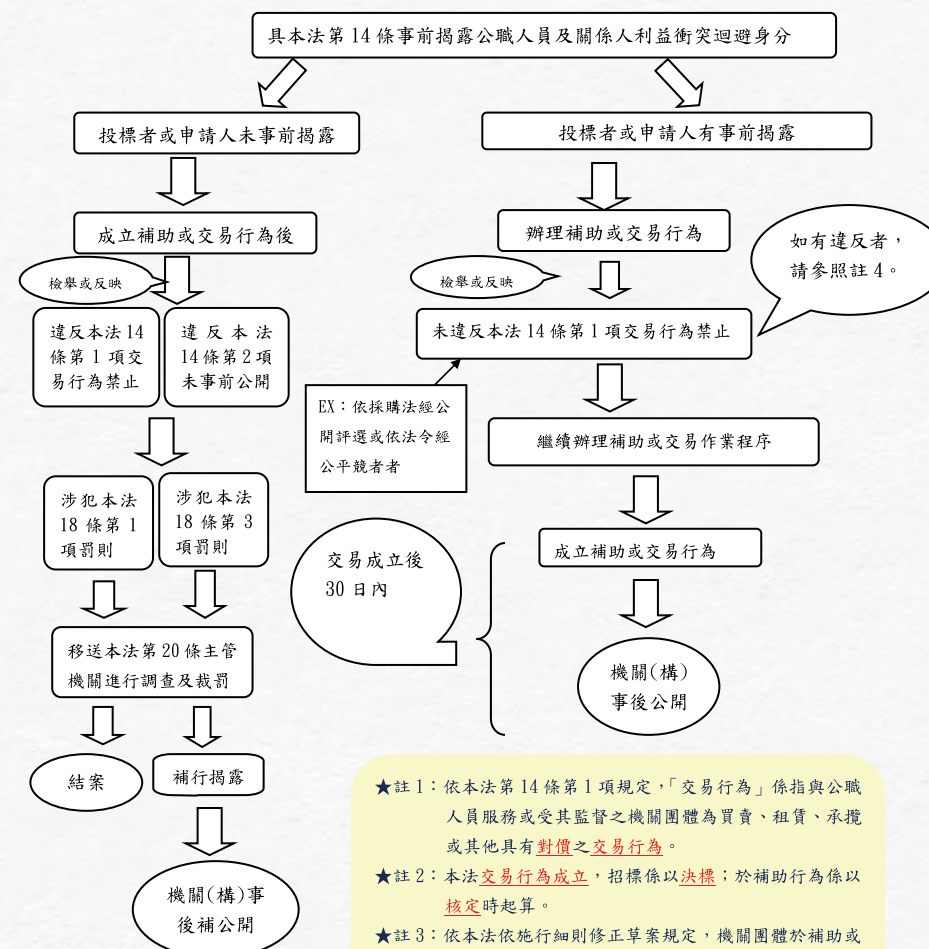 具本法第 14 條事前揭露公職人員及關係人利益衝突迴避身分
投標者或申請人未事前揭露
投標者或申請人有事前揭露
成立補助或交易行為後
檢舉或反映
違反本法 14
條第 1 項交
易行為禁止
違反本法
14 條第 2 項
未事前公開
涉犯本法
18 條第 1
項罰則
涉犯本法
18 條第 3
項罰則
移送本法第 20 條主管
機關進行調查及裁罰
結案
補行揭露
機關(構)事
後補公開
辦理補助或交易行為
檢舉或反映
如有違反者，
請參照註 4。
未違反本法 14 條第 1 項交易行為禁止
EX：依採購法經公
開評選或依法令經
公平競者者
繼續辦理補助或交易作業程序
交易成立後
30 日內
成立補助或交易行為
機關(構)
事後公開
★註 1：依本法第 14 條第 1 項規定，「交易行為」係指與公職
人員服務或受其監督之機關團體為買賣、租賃、承攬
或其他具有對價之交易行為。
★註 2：本法交易行為成立，招標係以決標；於補助行為係以
核定時起算。
★註 3：依本法依施行細則修正草案規定，機關團體於補助或